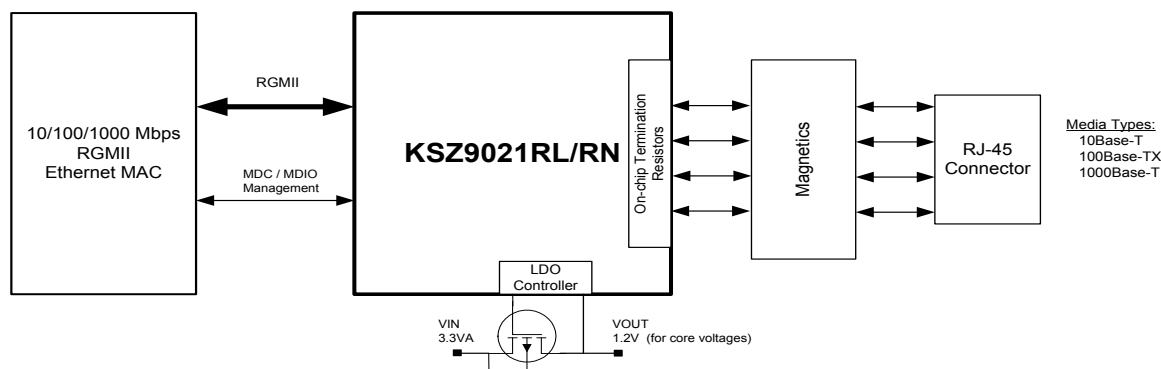 10/100/1000 Mbps
RGMII
Ethernet MAC
RGMII
MDC / MDIO
Management
KSZ9021RL/RN
On-chip Termination
Resistors
LDO
Controller
VIN
3.3VA
VOUT
1.2V (for core voltages)
Magnetics
RJ-45
Connector
Media Types:
10Base-T
100Base-TX
1000Base-T